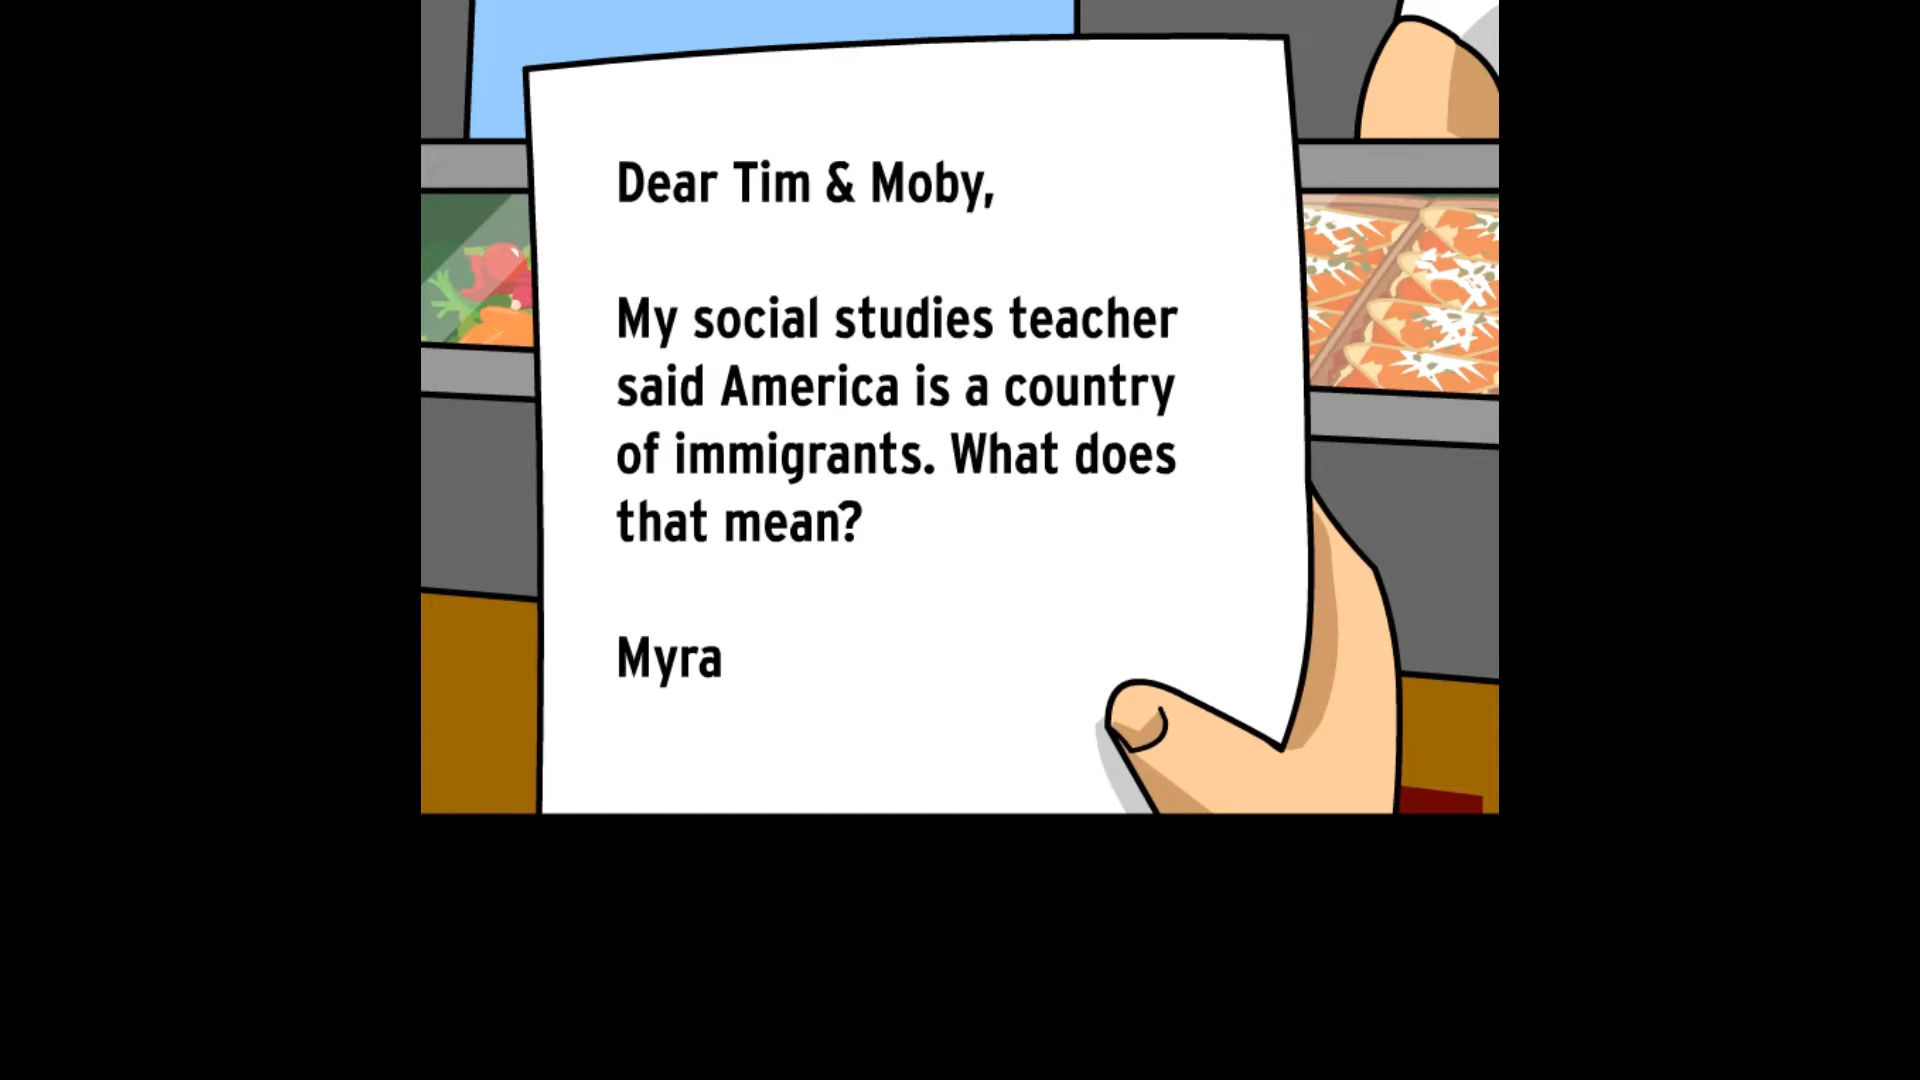 Dear Tim & Moby,
My social studies teacher
said America is a country
of immigrants. What does
that mean?
Myra